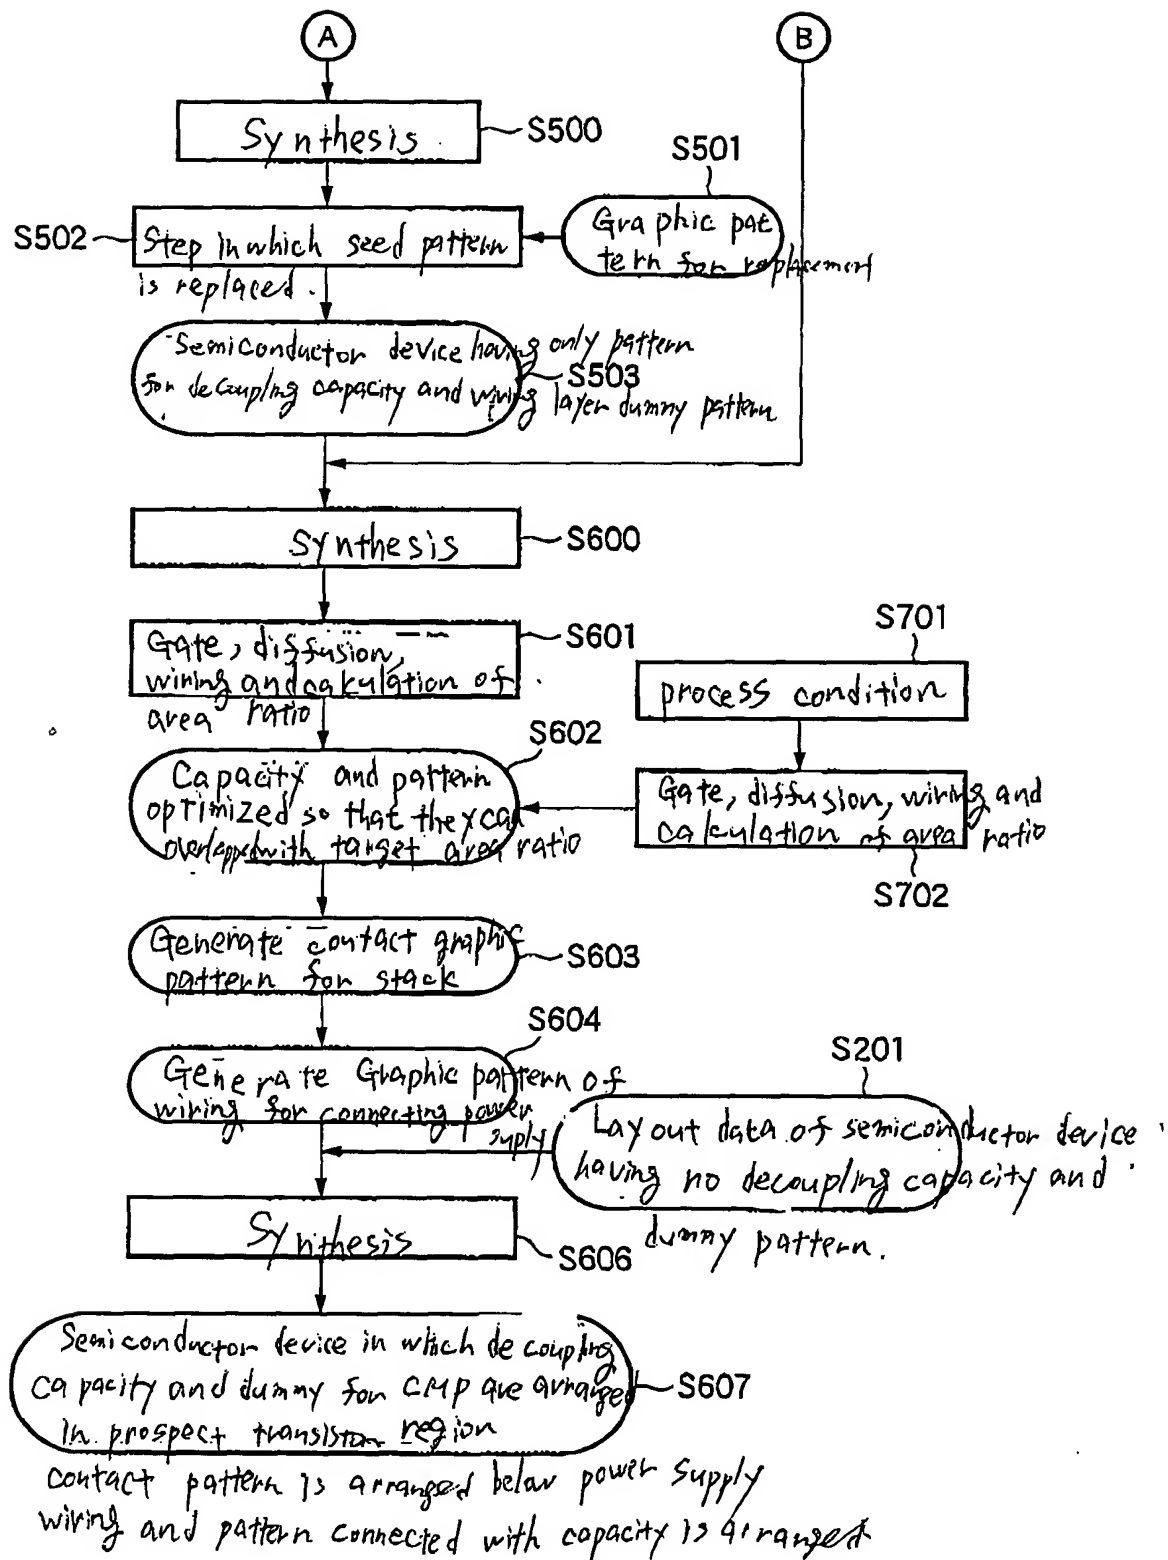 A
B
Synthesis
S500
S501
S502
Step in which seed pattern
is replaced.
Graphic pat
tern for replacement
Semiconductor device having only pattern
for decoupling capacity and wiring layer dummy pattern
S503
Synthesis
S600
Gate, diffusion,
wiring and calculation of
area ratio
S601
S701
process condition
S602
Capacity and pattern
optimized so that they can
overlapped with target area ratio
Gate, diffusion, wiring and
calculation of area ratio
S702
Generate contact graphic
pattern for stack
S603
S604
Generate Graphic pattern of
wiring for connecting power
suply
S201
Layout data of semiconductor device
having no decoupling capacity and
dummy pattern.
Synthesis
S606
Semiconductor device in which decoupling
capacity and dummy for CMP are arranged
in prospect transistor region
S607
contact pattern is arranged below power supply
wiring and pattern connected with capacity is arranged